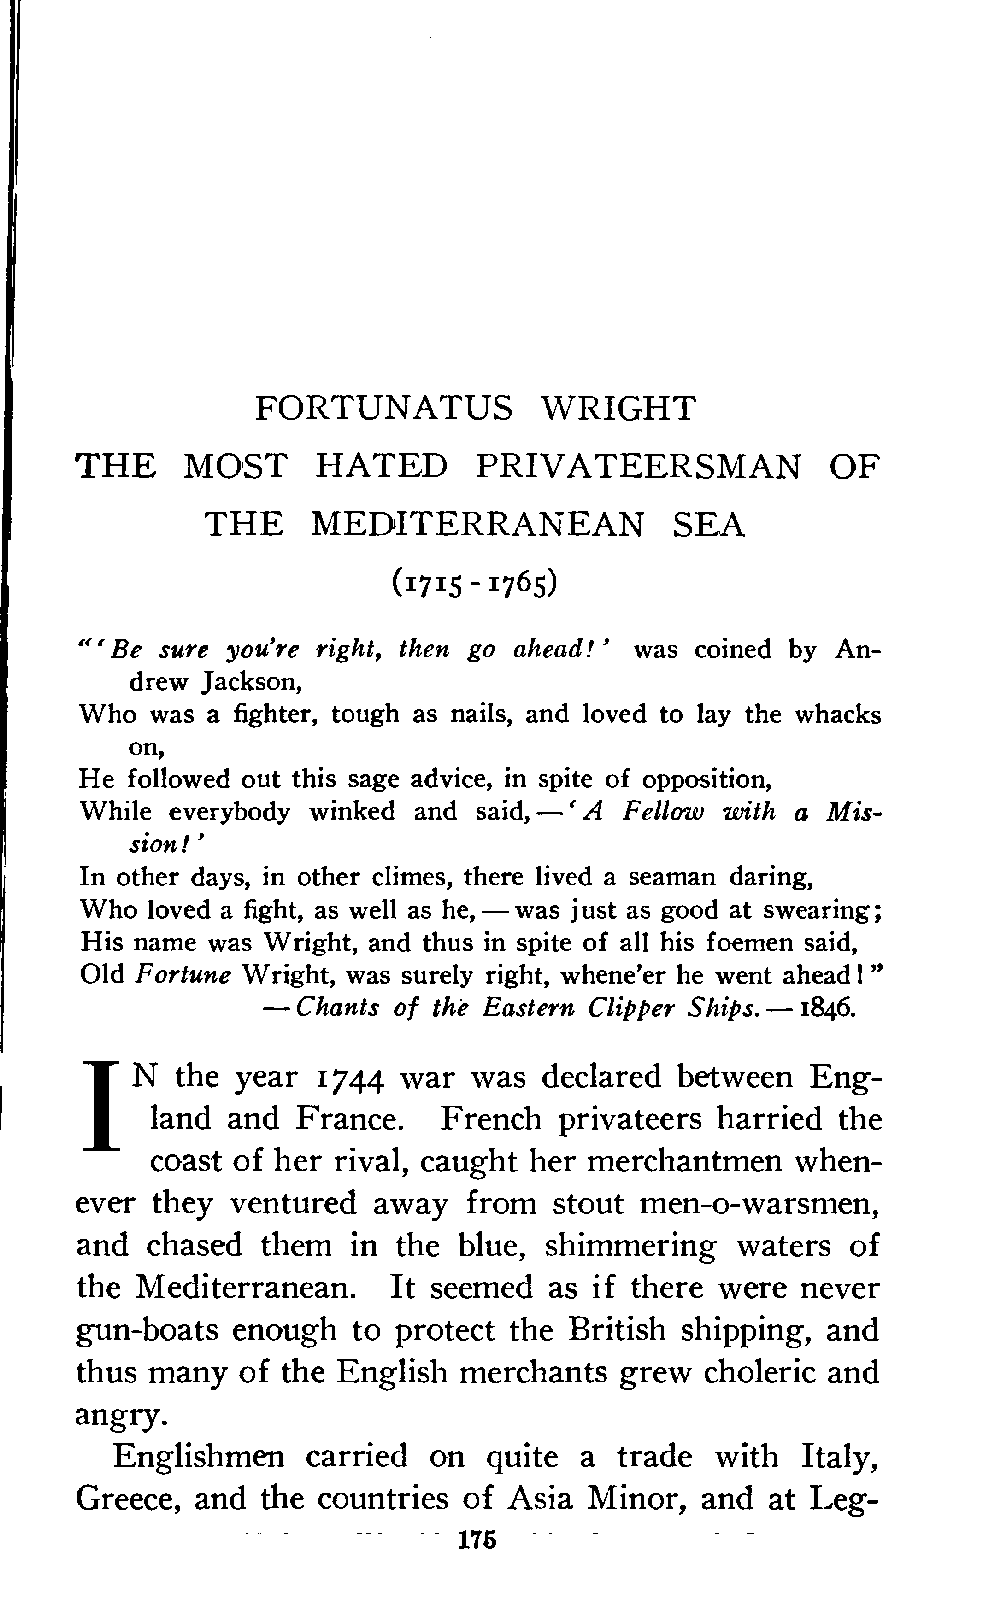 FORTUNATUS WRIGHT
THE MOST HATED PRIVATEERSMAN OF
THE MEDITERRANEAN SEA
(1715-1765)
"'Be sure you're right, then go ahead!' was coined by An-
drew Jackson,
Who was a fighter, tough as nails, and loved to lay the whacks
on,
He followed out this sage advice, in spite of opposition,
While everybody winked and said,—'A Fellow with a Mis-
sion!'
In other days, in other climes, there lived a seaman daring,
Who loved a fight, as well as he,—was just as good at swearing;
His name was Wright, and thus in spite of all his foemen said,
Old Fortune Wright, was surely right, whene'er he went ahead!"
—Chants of the Eastern Clipper Ships.—1846.
IN the year 1744 war was declared between Eng-
land and France. French privateers harried the
coast of her rival, caught her merchantmen when-
ever they ventured away from stout men-o-warsmen,
and chased them in the blue, shimmering waters of
the Mediterranean. It seemed as if there were never
gun-boats enough to protect the British shipping, and
thus many of the English merchants grew choleric and
angry.
Englishmen carried on quite a trade with Italy,
Greece, and the countries of Asia Minor, and at Leg-
175